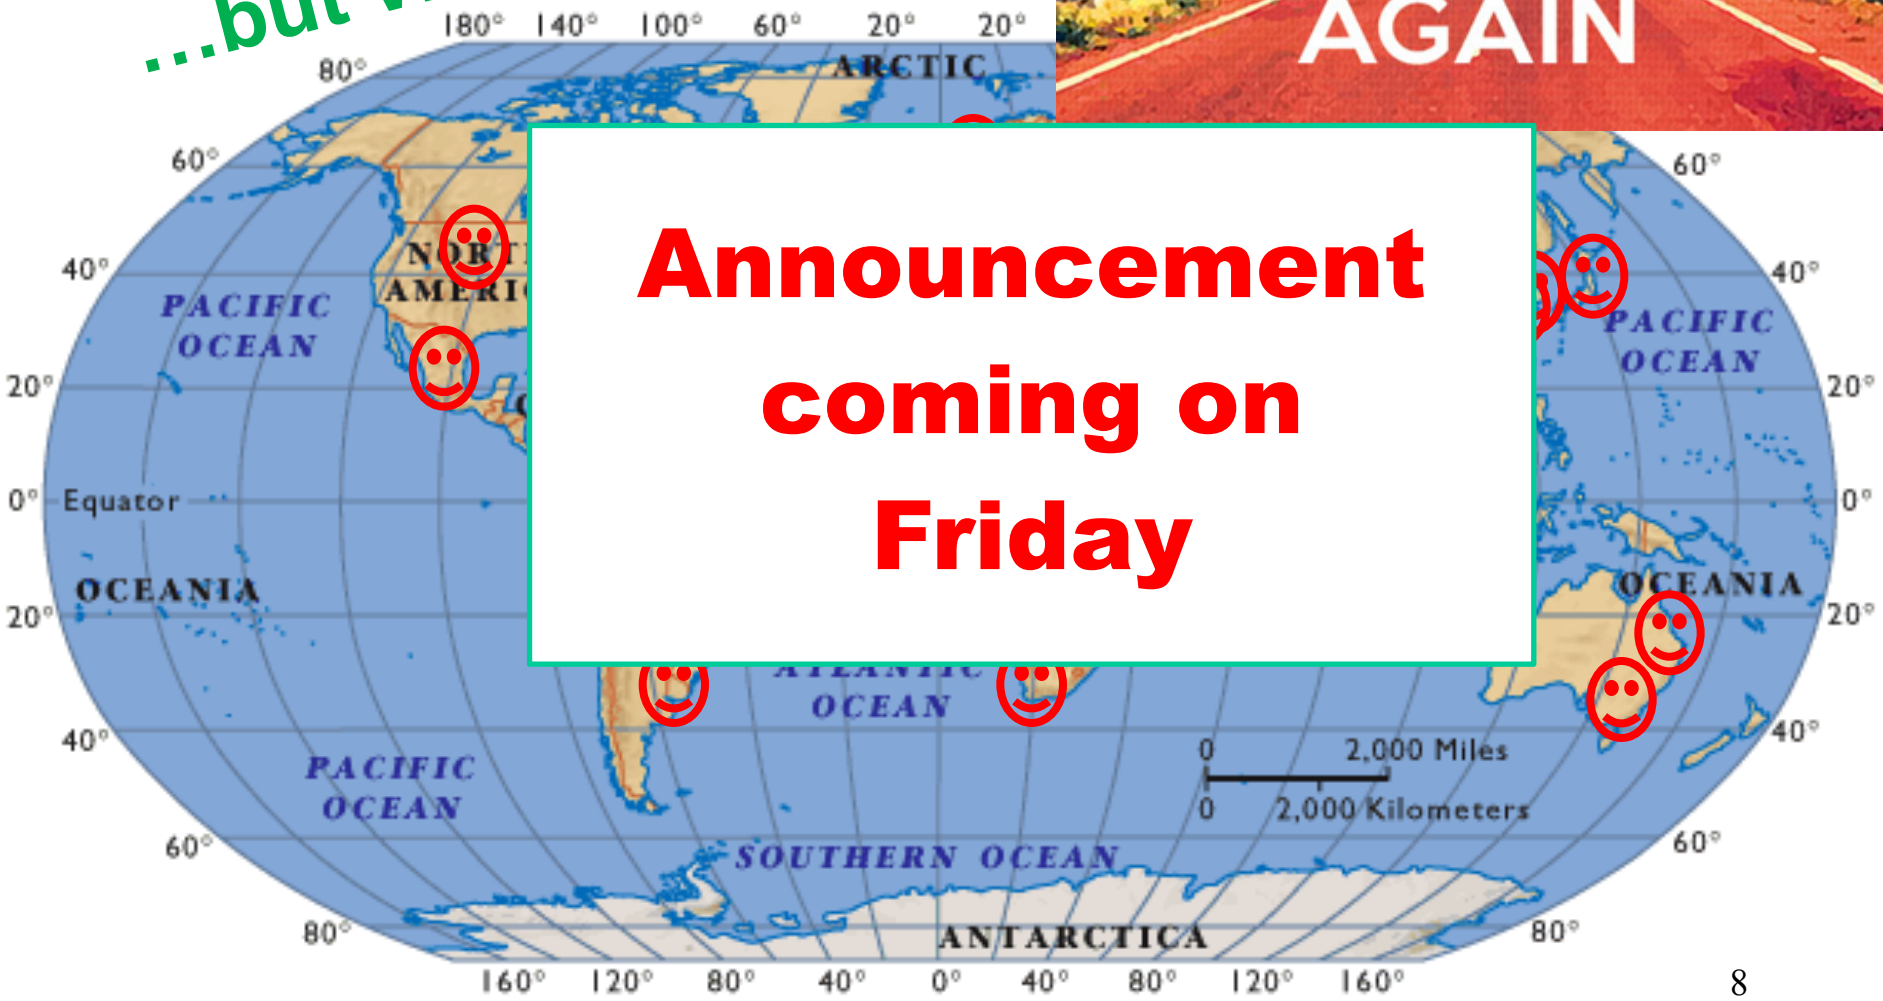 …but
AGAIN
180° 140° 100° 60° 20° 20°
80°
ARCTIC
60°
60°
NORT
AMERI
40°
40°
PACIFIC
OCEAN
PACIFIC
OCEAN
Announcement
coming on
Friday
20°
20°
0°
Equator
0°
OCEANIA
OCEANIA
20°
20°
ATLANTIC
OCEAN
40°
40°
0 2,000 Miles
0 2,000 Kilometers
PACIFIC
OCEAN
60°
60°
SOUTHERN OCEAN
80°
80°
ANTARCTICA
160° 120° 80° 40° 0° 40° 80° 120° 160°
8